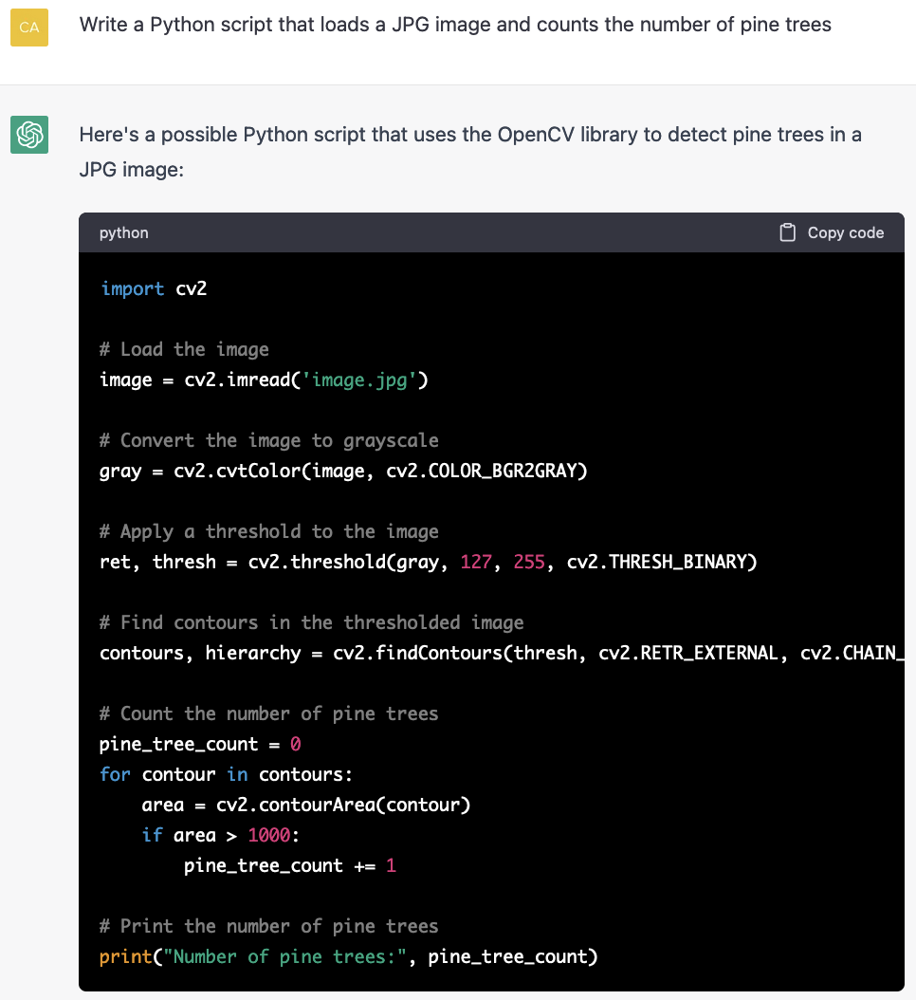 CA
Write a Python script that loads a JPG image and counts the number of pine trees
Here's a possible Python script that uses the OpenCV library to detect pine trees in a
JPG image:
python
Copy code
import cv2
# Load the image
image = cv2.imread('image.jpg')
# Convert the image to grayscale
gray = cv2.cvtColor(image, cv2.COLOR_BGR2GRAY)
# Apply a threshold to the image
ret, thresh = cv2.threshold(gray, 127, 255, cv2.THRESH_BINARY)
# Find contours in the thresholded image
contours, hierarchy = cv2.findContours(thresh, cv2.RETR_EXTERNAL, cv2.CHAIN_
# Count the number of pine trees
pine_tree_count = 0
for contour in contours:
    area = cv2.contourArea(contour)
    if area > 1000:
        pine_tree_count += 1
# Print the number of pine trees
print("Number of pine trees:", pine_tree_count)